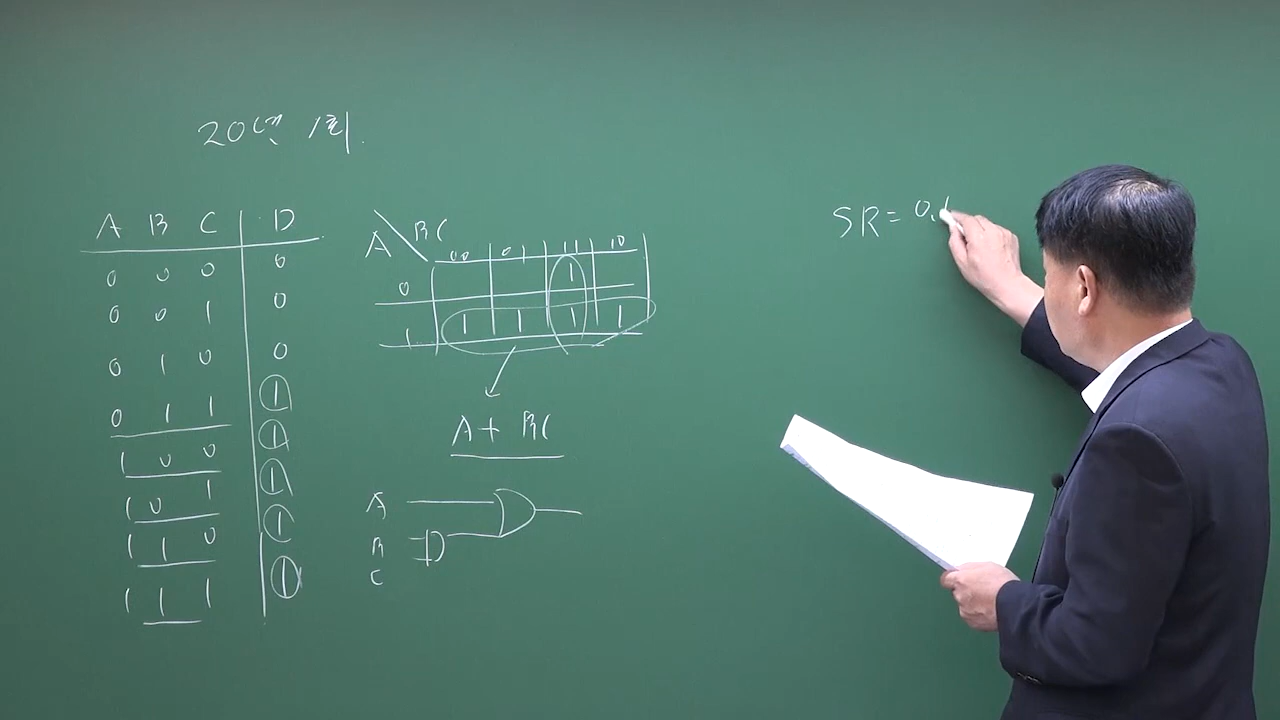 20년 1회.
A B C D
0 0 0 0
0 0 1 0
0 1 0 0
0 1 1 1
1 0 0 1
1 0 1 1
1 1 0 1
1 1 1 1
A BC
00 01 11 10
0 1
1 1 1 1 1
A + BC
A
B
C
SR = 0.